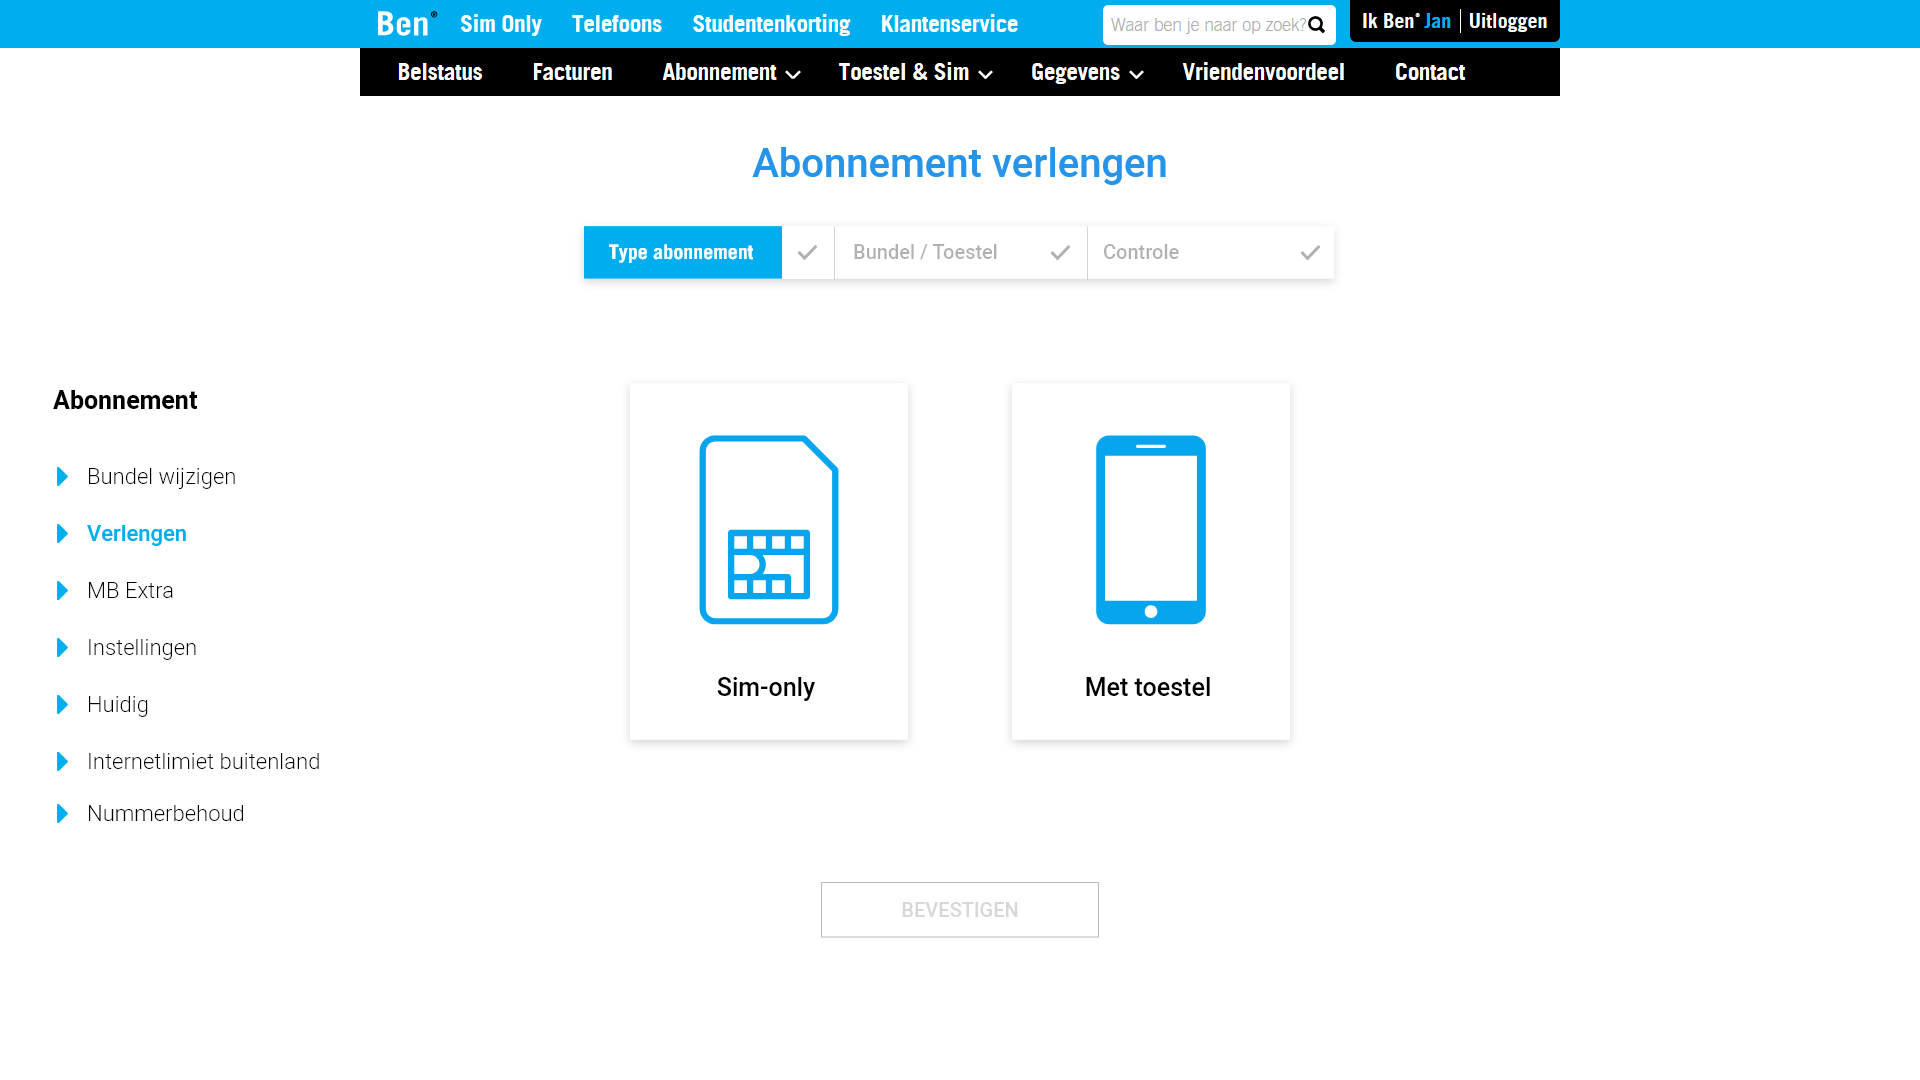 Ben® Sim Only Telefoons Studentenkorting Klantenservice Waar ben je naar op zoek? Ik Ben® Jan Uitloggen
Belstatus Facturen Abonnement Toestel & Sim Gegevens Vriendenvoordeel Contact
Abonnement verlengen
Type abonnement Bundel / Toestel Controle
Abonnement
Bundel wijzigen
Verlengen
MB Extra
Instellingen
Huidig
Internetlimiet buitenland
Nummerbehoud
Sim-only Met toestel
BEVESTIGEN